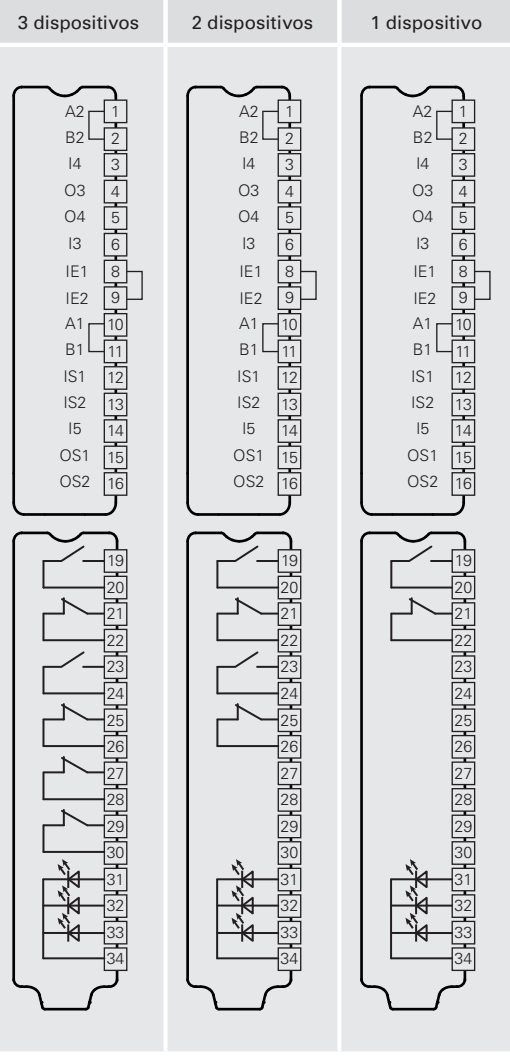 3 dispositivos
2 dispositivos
1 dispositivo
A2 1
B2 2
I4 3
O3 4
O4 5
I3 6
IE1 8
IE2 9
A1 10
B1 11
IS1 12
IS2 13
I5 14
OS1 15
OS2 16
19
20
21
22
23
24
25
26
27
28
29
30
31
32
33
34
A2 1
B2 2
I4 3
O3 4
O4 5
I3 6
IE1 8
IE2 9
A1 10
B1 11
IS1 12
IS2 13
I5 14
OS1 15
OS2 16
19
20
21
22
23
24
25
26
27
28
29
30
31
32
33
34
A2 1
B2 2
I4 3
O3 4
O4 5
I3 6
IE1 8
IE2 9
A1 10
B1 11
IS1 12
IS2 13
I5 14
OS1 15
OS2 16
19
20
21
22
23
24
25
26
27
28
29
30
31
32
33
34